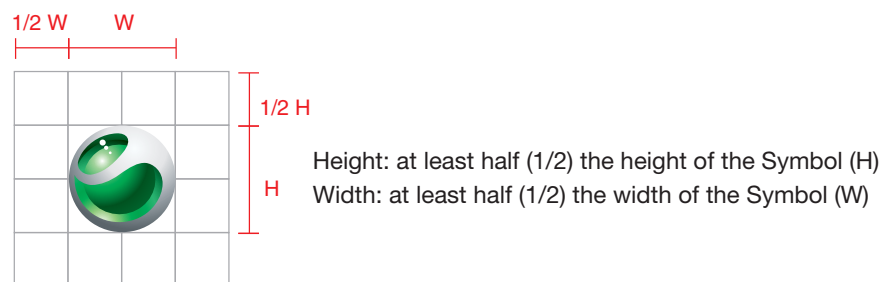 1/2 W W
1/2 H
Height: at least half (1/2) the height of the Symbol (H)
H
Width: at least half (1/2) the width of the Symbol (W)